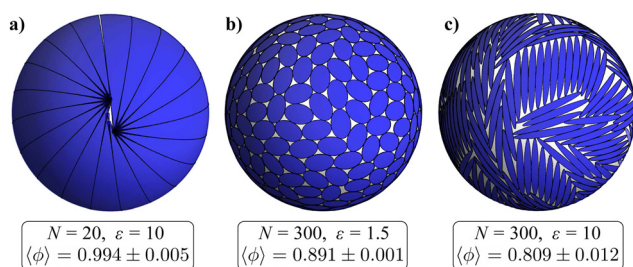 a) b) c)
N = 20, ε = 10
⟨ϕ⟩ = 0.994 ± 0.005
N = 300, ε = 1.5
⟨ϕ⟩ = 0.891 ± 0.001
N = 300, ε = 10
⟨ϕ⟩ = 0.809 ± 0.012